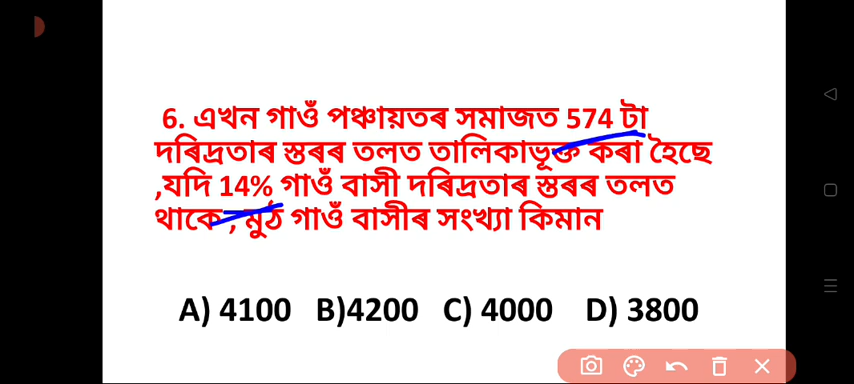 6. এখন গাওঁ পঞ্চায়তৰ সমাজত 574 টা
দৰিদ্ৰতাৰ স্তৰৰ তলত তালিকাভূক্ত কৰা হৈছে
,যদি 14% গাওঁ বাসী দৰিদ্ৰতাৰ স্তৰৰ তলত
থাকে , মুঠ গাওঁ বাসীৰ সংখ্যা কিমান
A) 4100 B)4200 C) 4000 D) 3800